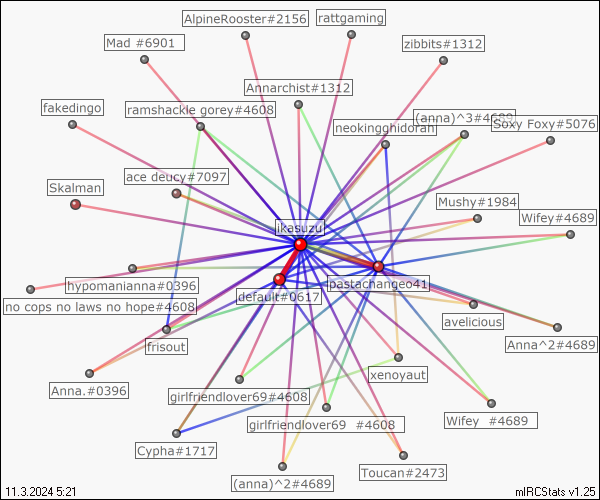 AlpineRooster#2156
rattgaming
Mad #6901
zibbits#1312
Annarchist#1312
fakedingo
ramshackle gorey#4608
(anna)^3#4689
neokingghidorah
Soxy Foxy#5076
ace deucy#7097
Skalman
Mushy#1984
Wifey#4689
ikasuzu
hypomanianna#0396
pastachangeo41
default#0617
no cops no laws no hope#4608
avelicious
frisout
Anna^2#4689
xenoyaut
Anna.#0396
girlfriendlover69#4608
girlfriendlover69 #4608
Wifey #4689
Cypha#1717
Toucan#2473
(anna)^2#4689
11.3.2024 5:21
mIRCStats v1.25